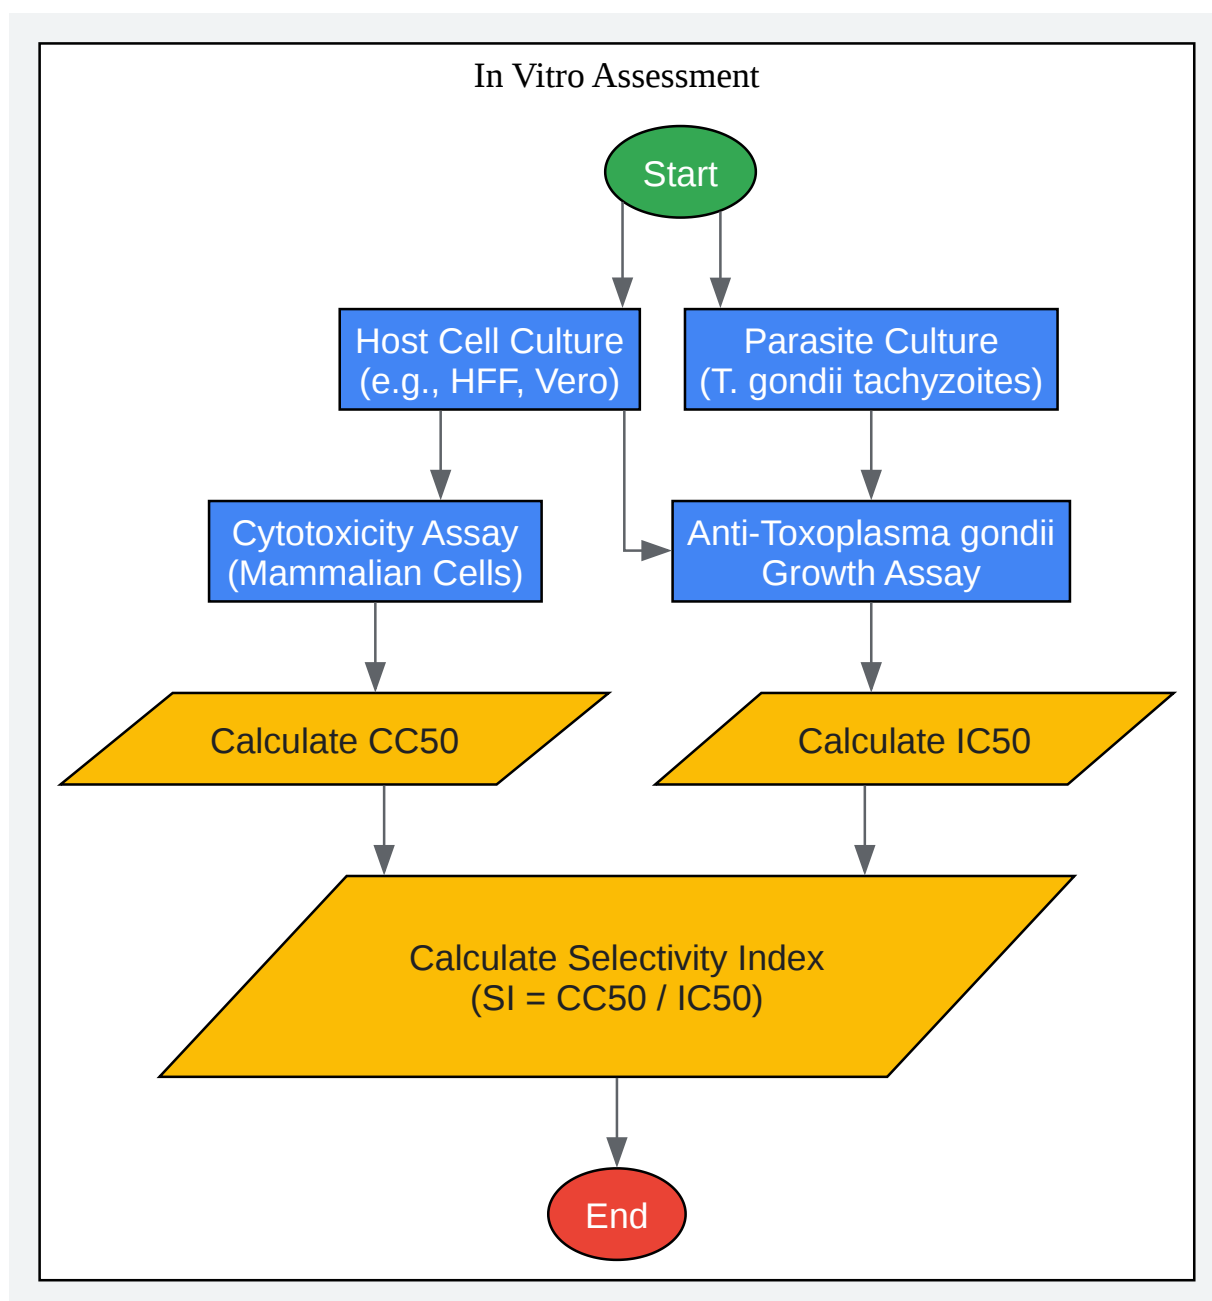 In Vitro Assessment
Start
Host Cell Culture
(e.g., HFF, Vero)
Parasite Culture
(T. gondii tachyzoites)
Cytotoxicity Assay
(Mammalian Cells)
Anti-Toxoplasma gondii
Growth Assay
Calculate CC50
Calculate IC50
Calculate Selectivity Index
(SI = CC50 / IC50)
End